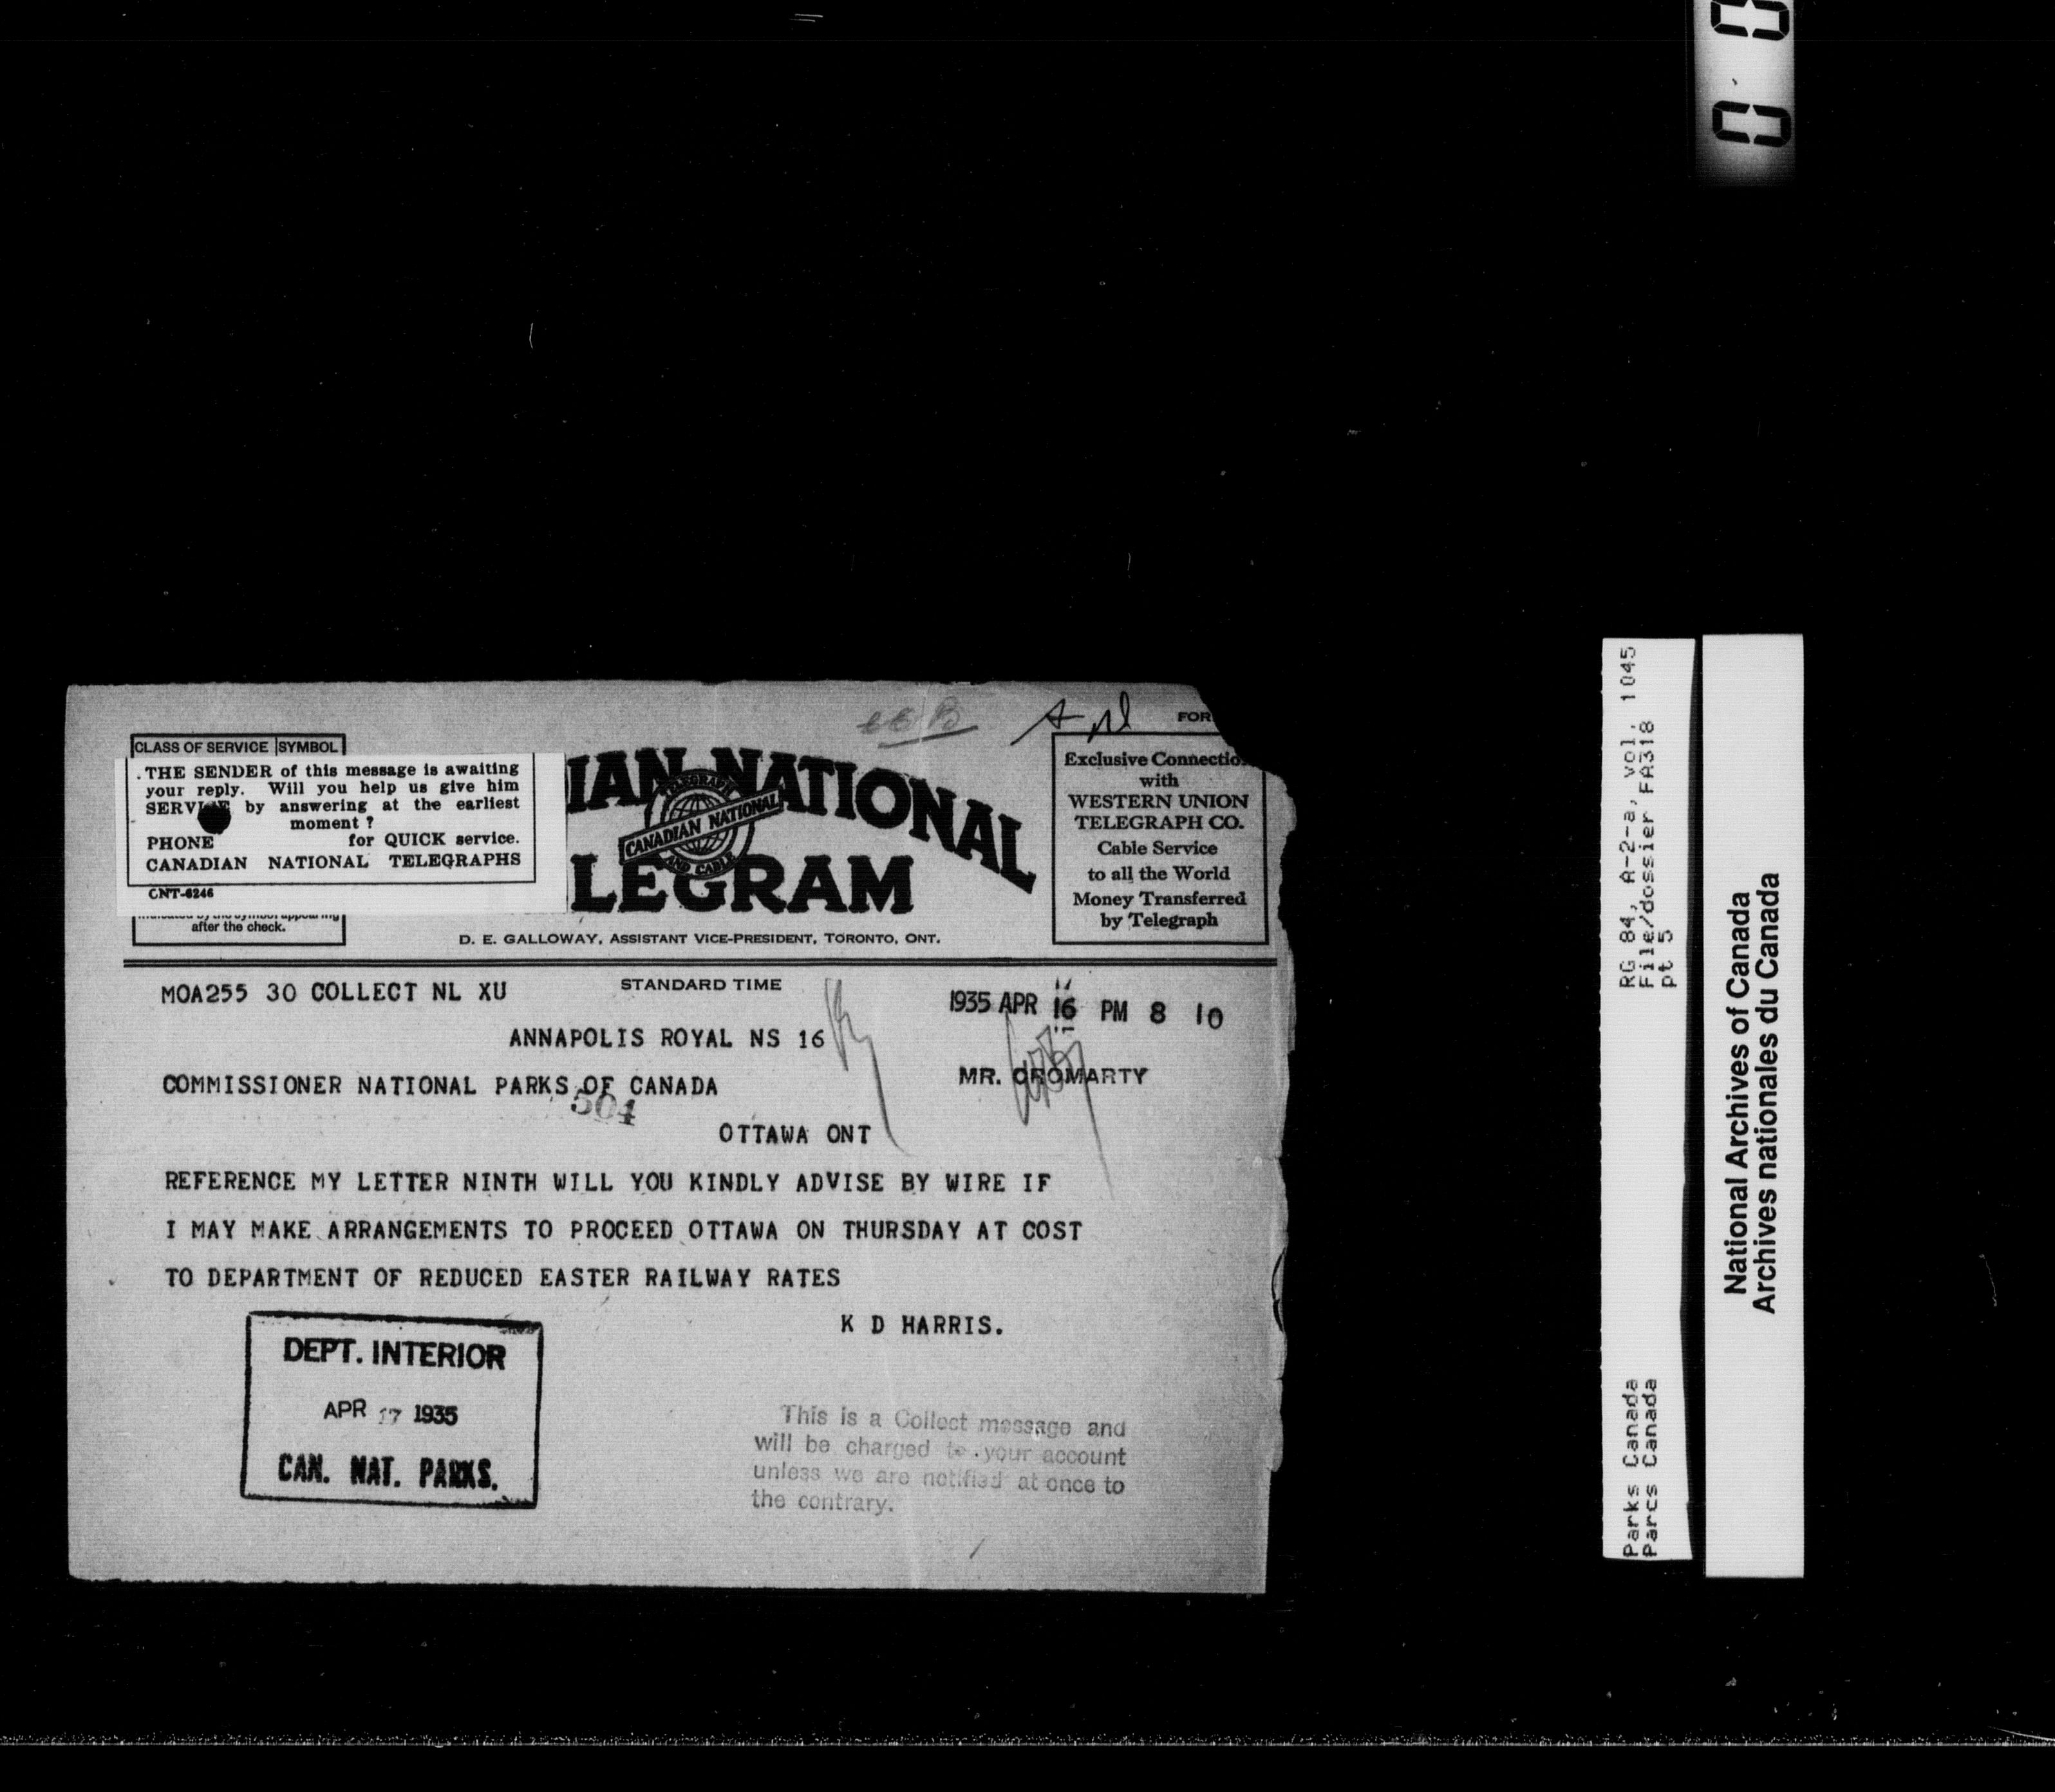 FOR
CLASS OF SERVICE SYMBOL
THE SENDER of this message is awaiting
your reply. Will you help us give him
SERVICE by answering at the earliest
moment?
PHONE for QUICK service.
CANADIAN NATIONAL TELEGRAPHS
CNT-6246
indicated by the symbol appearing
after the check.
IAN NATIONAL
LEGRAM
TELEGRAPH
CANADIAN NATIONAL
AND CABLE
D. E. GALLOWAY, ASSISTANT VICE-PRESIDENT, TORONTO, ONT.
Exclusive Connection
with
WESTERN UNION
TELEGRAPH CO.
Cable Service
to all the World
Money Transferred
by Telegraph
STANDARD TIME
MOA255 30 COLLECT NL XU
1935 APR 16 PM 8 10
ANNAPOLIS ROYAL NS 16
MR. CROMARTY
COMMISSIONER NATIONAL PARKS OF CANADA
504
OTTAWA ONT
REFERENCE MY LETTER NINTH WILL YOU KINDLY ADVISE BY WIRE IF
I MAY MAKE ARRANGEMENTS TO PROCEED OTTAWA ON THURSDAY AT COST
TO DEPARTMENT OF REDUCED EASTER RAILWAY RATES
K D HARRIS.
DEPT. INTERIOR
APR 17 1935
CAN. NAT. PARKS.
This is a Collect message and
will be charged to your account
unless we are notified at once to
the contrary.
RG 84, A-2-a, vol. 1045
File/dossier FA318
pt 5
Parks Canada
Parcs Canada
National Archives of Canada
Archives nationales du Canada